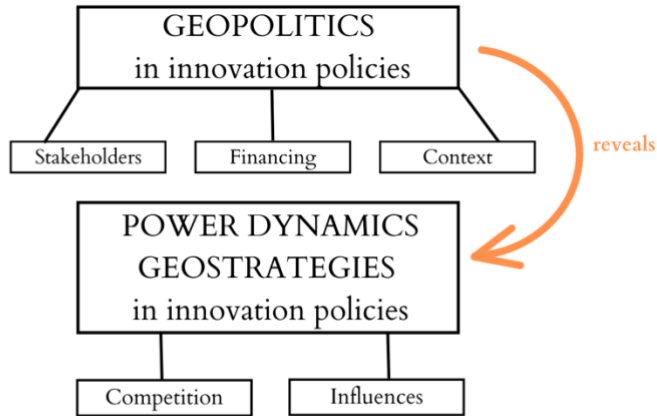 GEOPOLITICS
in innovation policies
Stakeholders
Financing
Context
reveals
POWER DYNAMICS
GEOSTRATEGIES
in innovation policies
Competition
Influences